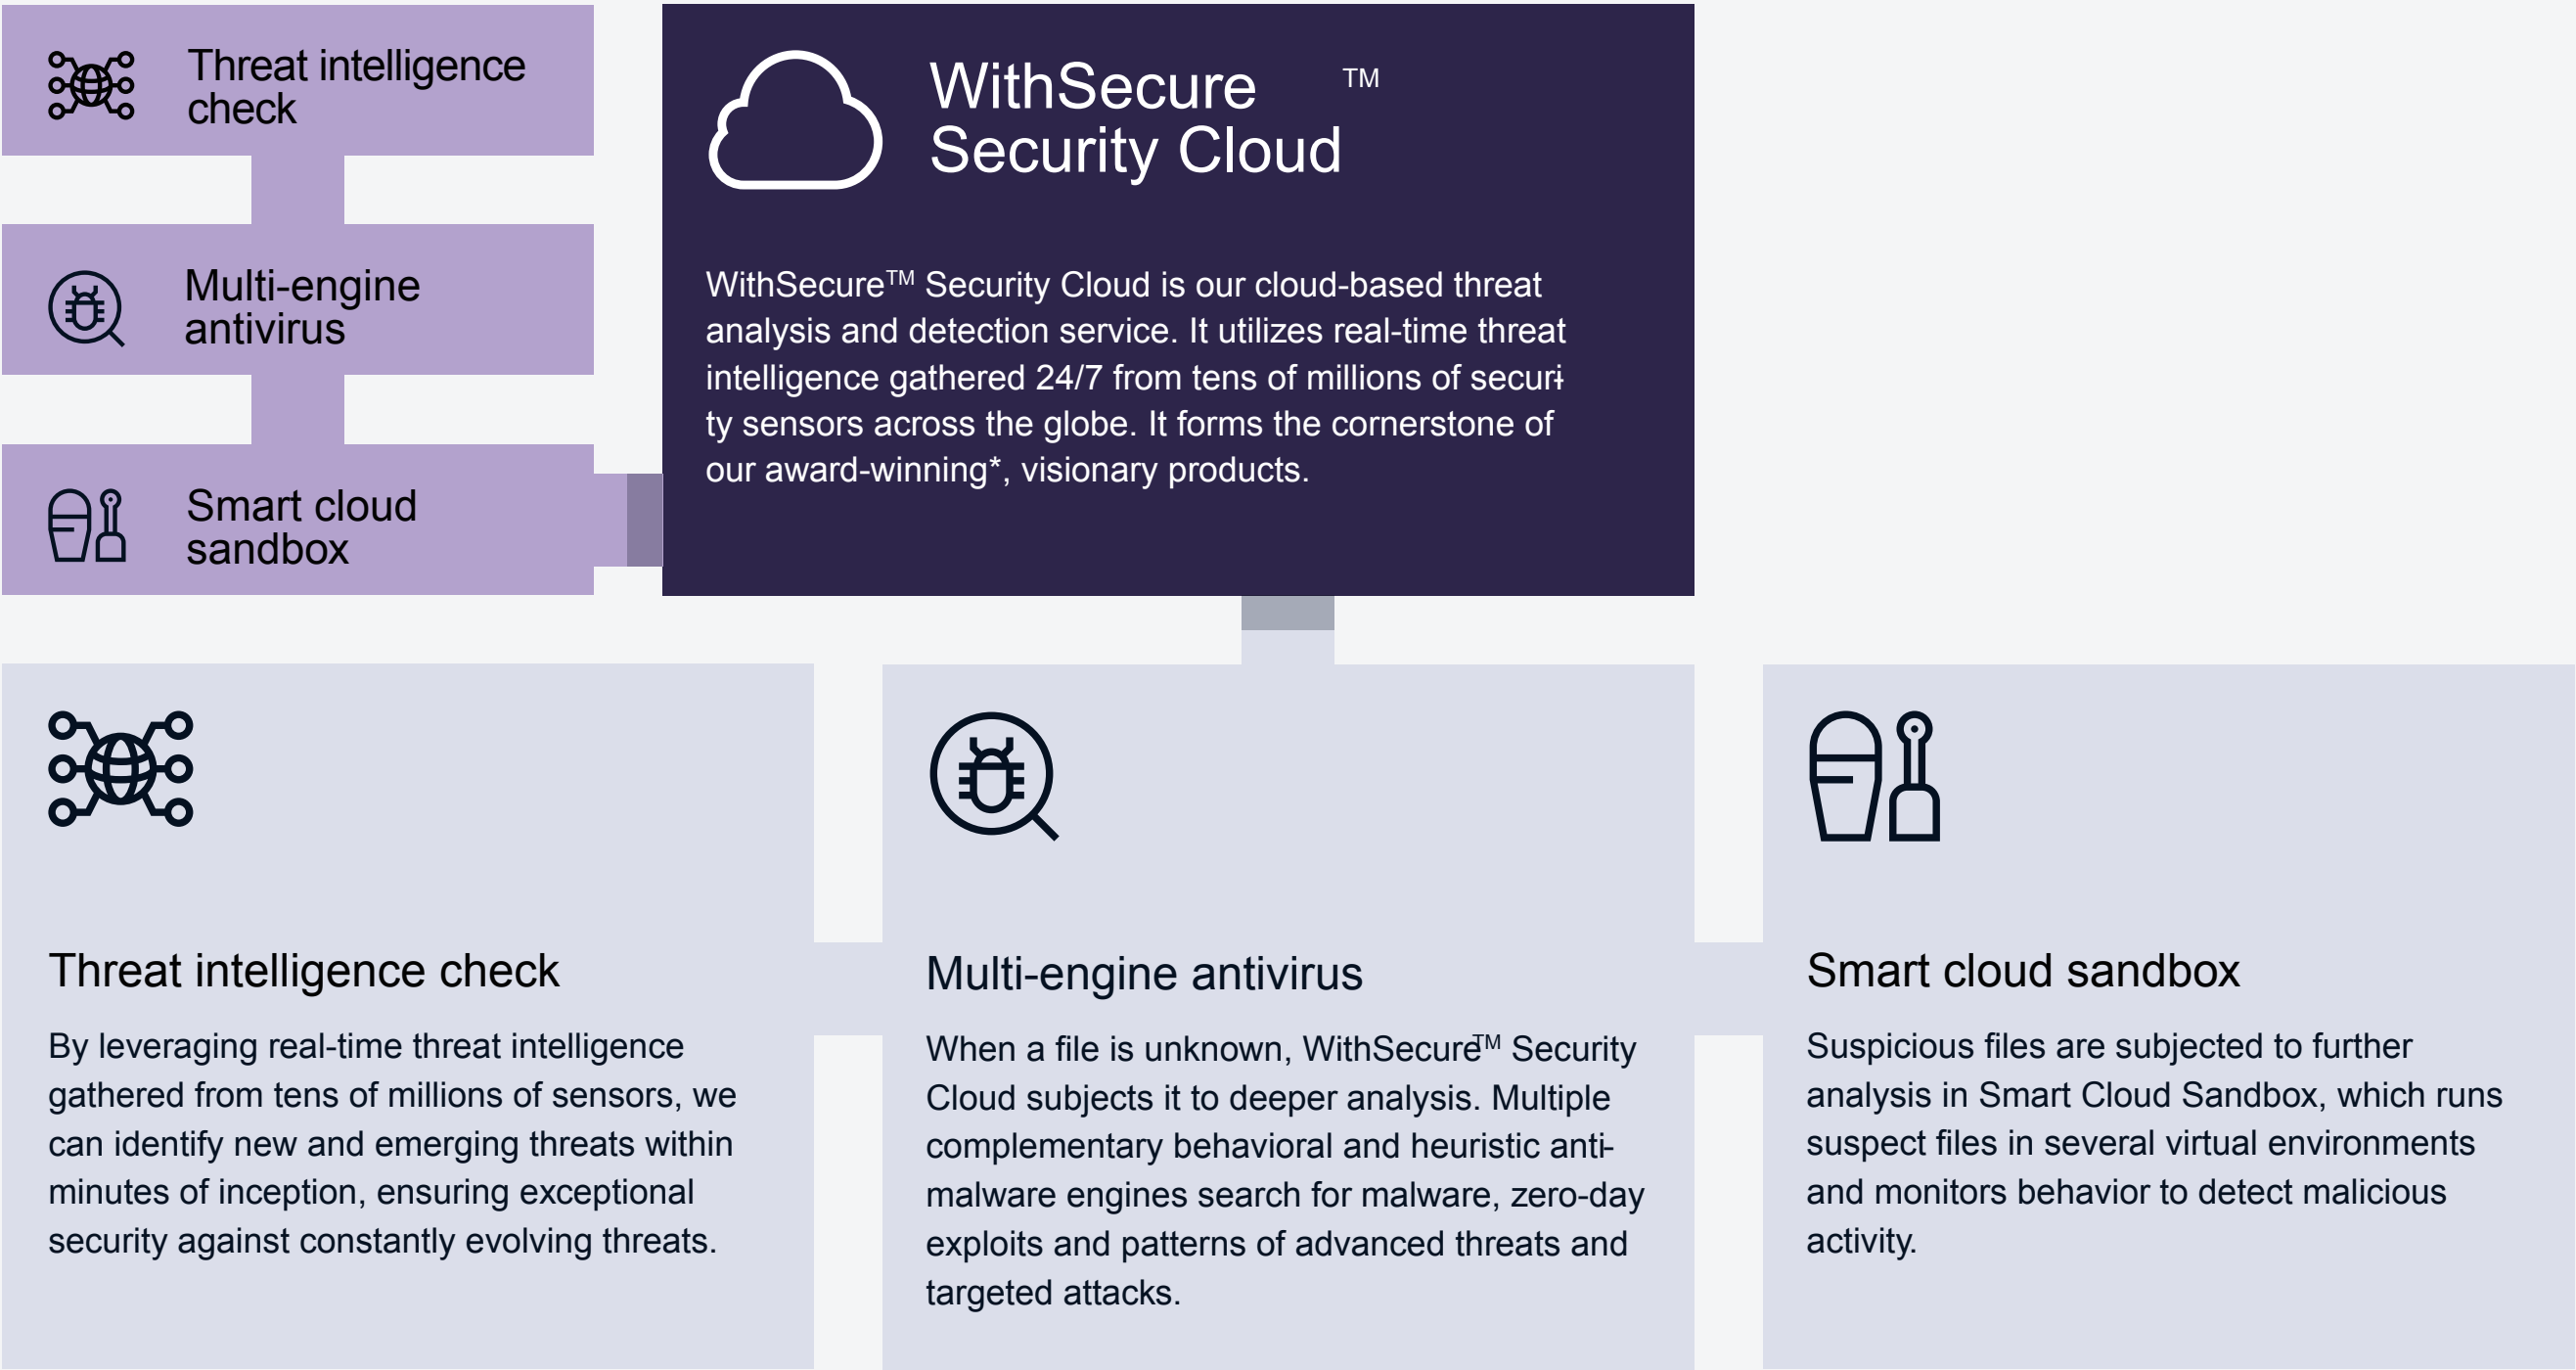 Threat intelligence
check
Multi-engine
antivirus
Smart cloud
sandbox
WithSecure ™
Security Cloud
WithSecure™ Security Cloud is our cloud-based threat
analysis and detection service. It utilizes real-time threat
intelligence gathered 24/7 from tens of millions of securi-
ty sensors across the globe. It forms the cornerstone of
our award-winning*, visionary products.
Threat intelligence check
By leveraging real-time threat intelligence
gathered from tens of millions of sensors, we
can identify new and emerging threats within
minutes of inception, ensuring exceptional
security against constantly evolving threats.
Multi-engine antivirus
When a file is unknown, WithSecure™ Security
Cloud subjects it to deeper analysis. Multiple
complementary behavioral and heuristic anti-
malware engines search for malware, zero-day
exploits and patterns of advanced threats and
targeted attacks.
Smart cloud sandbox
Suspicious files are subjected to further
analysis in Smart Cloud Sandbox, which runs
suspect files in several virtual environments
and monitors behavior to detect malicious
activity.